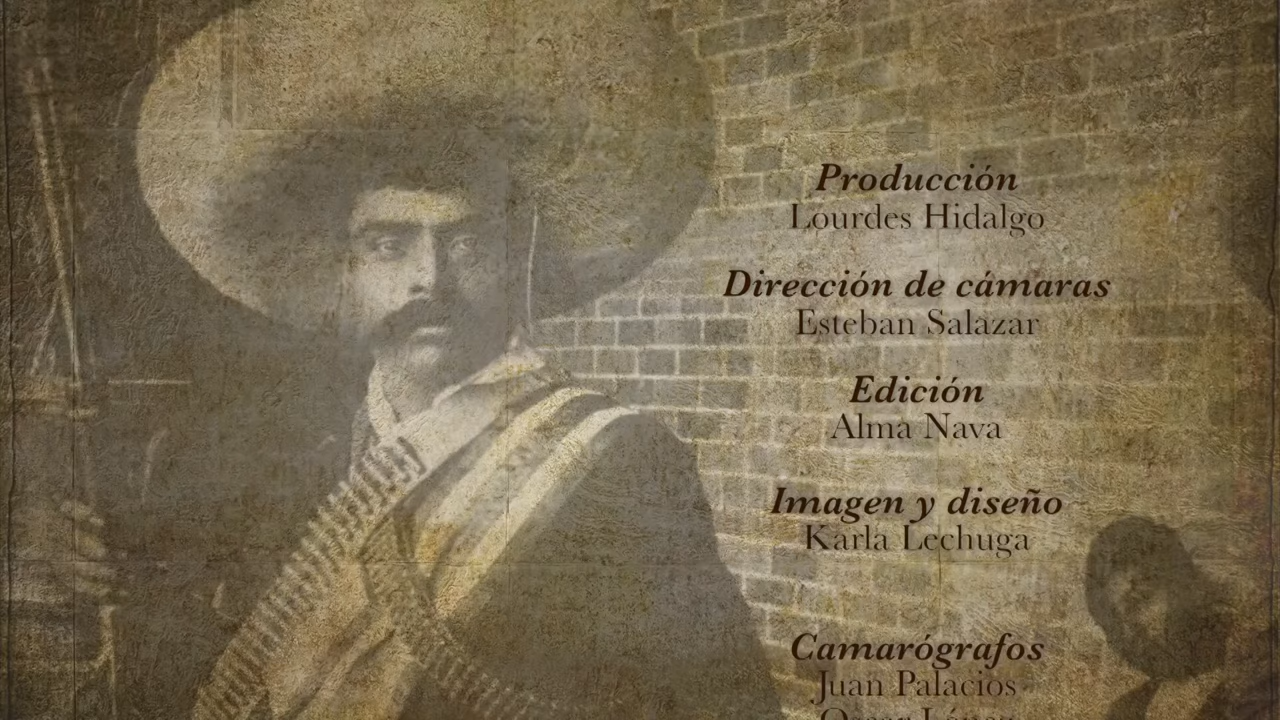 Producción
Lourdes Hidalgo
Dirección de cámaras
Esteban Salazar
Edición
Alma Nava
Imagen y diseño
Karla Lechuga
Camarógrafos
Juan Palacios